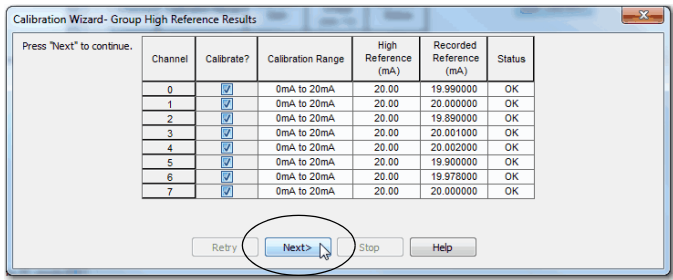 Calibration Wizard- Group High Reference Results
Press "Next" to continue.
Channel Calibrate? Calibration Range High Reference (mA) Recorded Reference (mA) Status
0 0mA to 20mA 20.00 19.990000 OK
1 0mA to 20mA 20.00 20.000000 OK
2 0mA to 20mA 20.00 19.890000 OK
3 0mA to 20mA 20.00 20.001000 OK
4 0mA to 20mA 20.00 20.002000 OK
5 0mA to 20mA 20.00 19.900000 OK
6 0mA to 20mA 20.00 19.978000 OK
7 0mA to 20mA 20.00 20.000000 OK
Retry Next> Stop Help